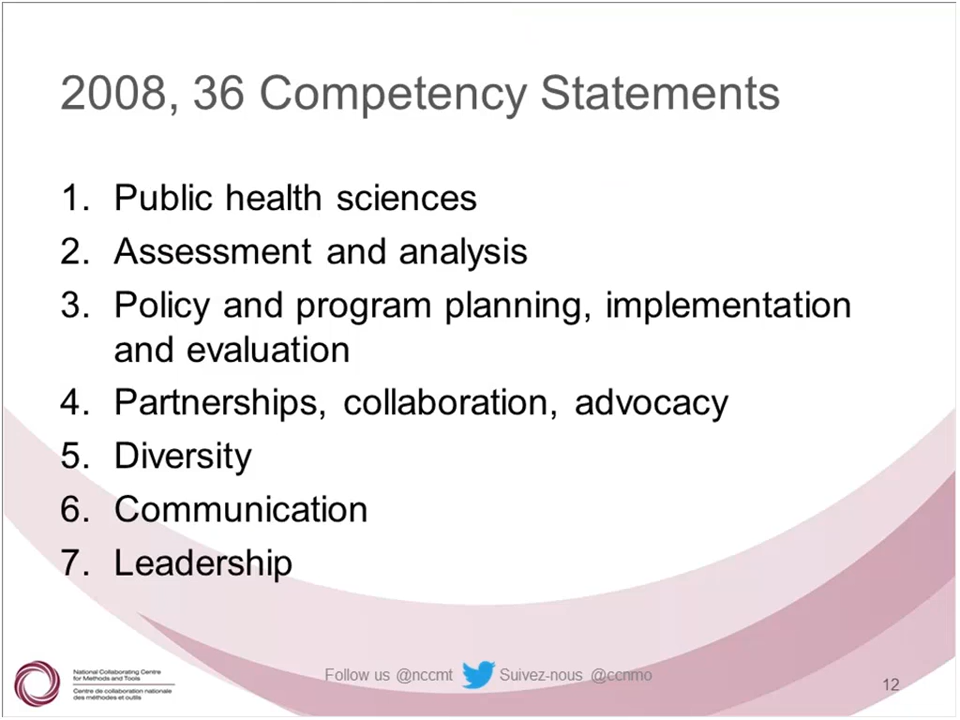 2008, 36 Competency Statements
1. Public health sciences
2. Assessment and analysis
3. Policy and program planning, implementation
and evaluation
4. Partnerships, collaboration, advocacy
5. Diversity
6. Communication
7. Leadership
National Collaborating Centre
for Methods and Tools
Centre de collaboration nationale
des méthodes et outils
Follow us @nccmt Suivez-nous @ccnmo
12